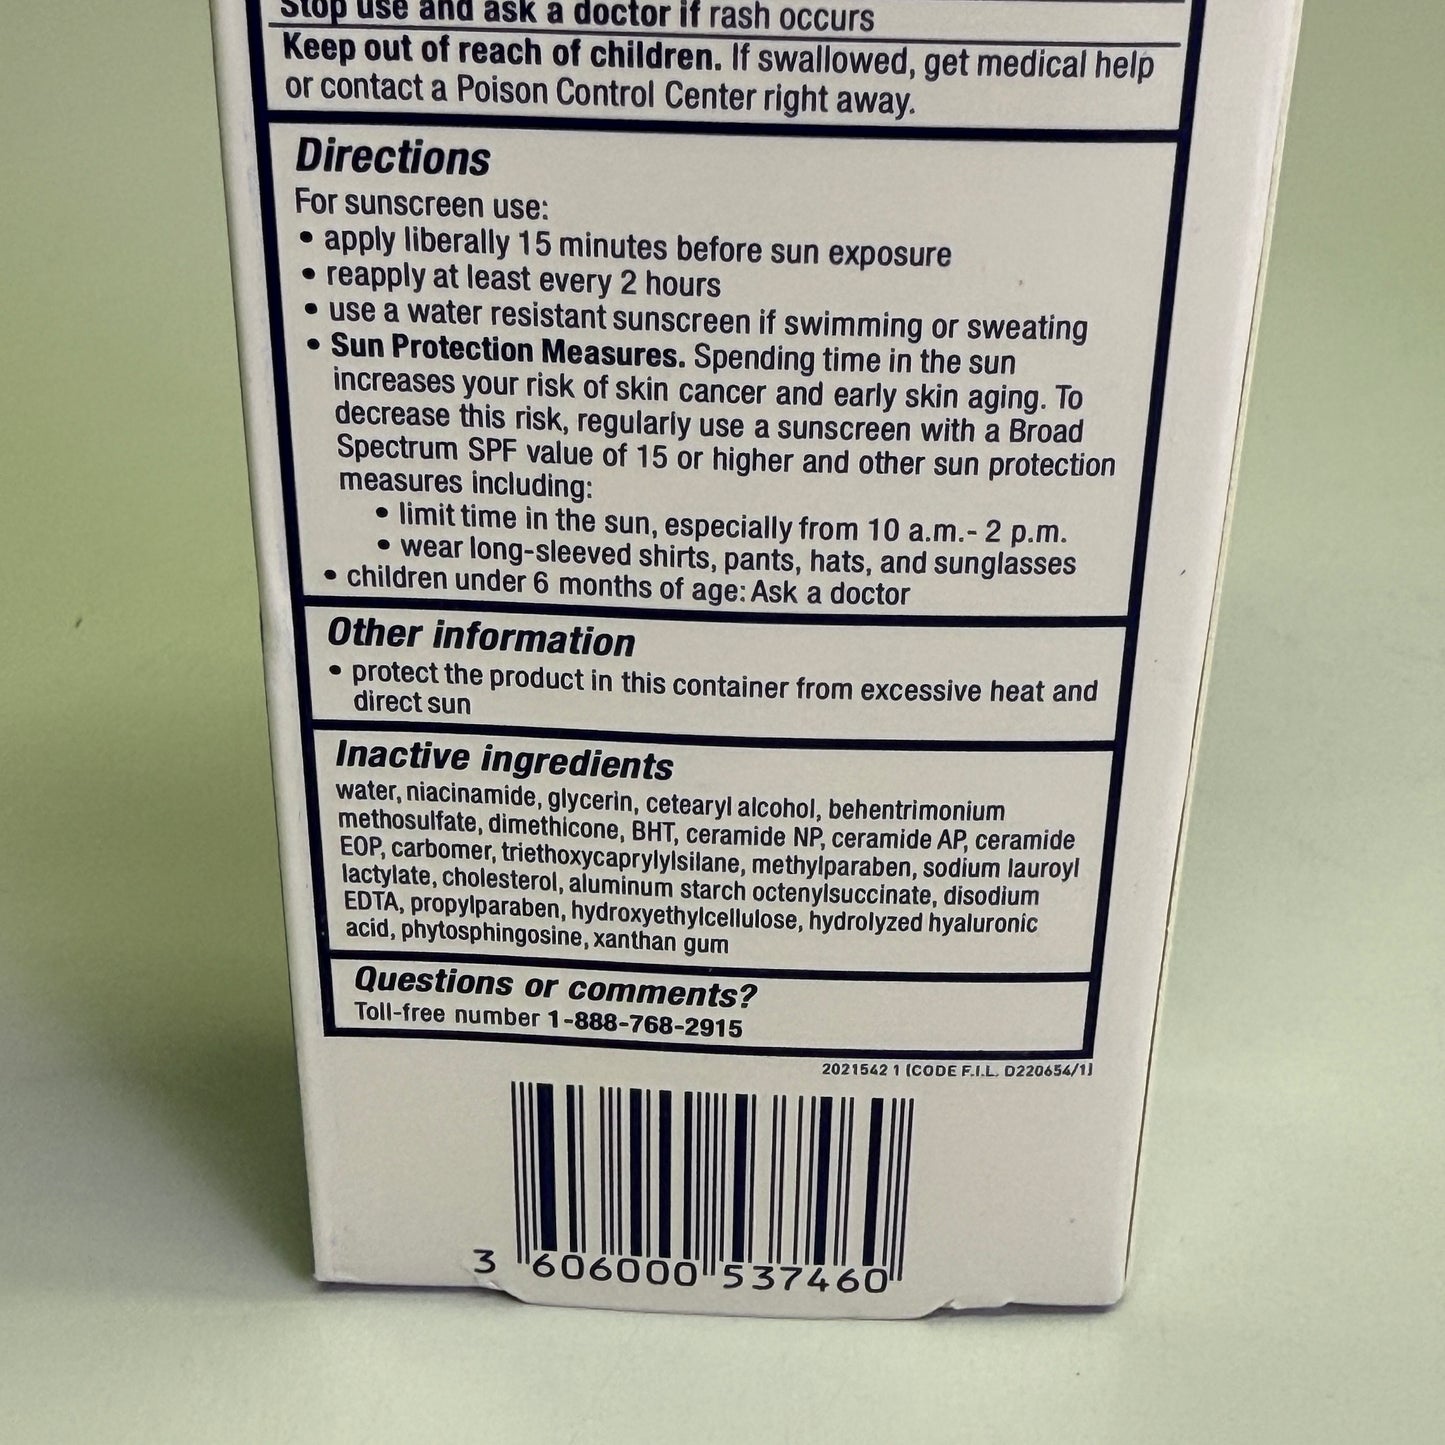 Stop use and ask a doctor if rash occurs
Keep out of reach of children. If swallowed, get medical help
or contact a Poison Control Center right away.
Directions
For sunscreen use:
• apply liberally 15 minutes before sun exposure
• reapply at least every 2 hours
• use a water resistant sunscreen if swimming or sweating
• Sun Protection Measures. Spending time in the sun
increases your risk of skin cancer and early skin aging. To
decrease this risk, regularly use a sunscreen with a Broad
Spectrum SPF value of 15 or higher and other sun protection
measures including:
• limit time in the sun, especially from 10 a.m.- 2 p.m.
• wear long-sleeved shirts, pants, hats, and sunglasses
• children under 6 months of age: Ask a doctor
Other information
• protect the product in this container from excessive heat and
direct sun
Inactive ingredients
water, niacinamide, glycerin, cetearyl alcohol, behentrimonium
methosulfate, dimethicone, BHT, ceramide NP, ceramide AP, ceramide
EOP, carbomer, triethoxycaprylylsilane, methylparaben, sodium lauroyl
lactylate, cholesterol, aluminum starch octenylsuccinate, disodium
EDTA, propylparaben, hydroxyethylcellulose, hydrolyzed hyaluronic
acid, phytosphingosine, xanthan gum
Questions or comments?
Toll-free number 1-888-768-2915
2021542 1 (CODE F.I.L. D220654/1)
3 606000 537460